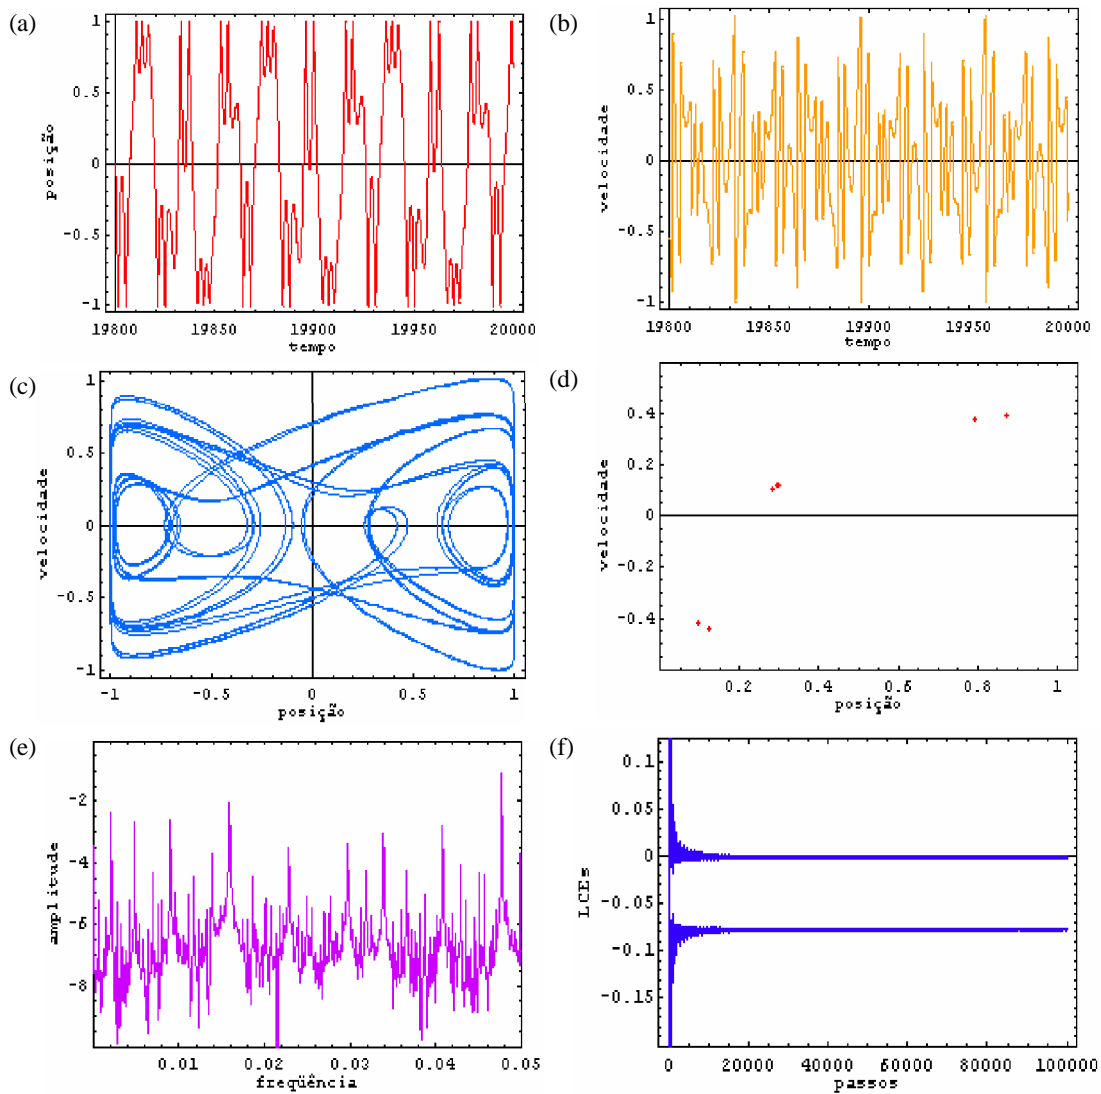 (a)
1
0.5
0
-0.5
-1
posição
19800 19850 19900 19950 20000
tempo
(b)
1
0.5
0
-0.5
-1
velocidade
19800 19850 19900 19950 20000
tempo
(c)
1
0.5
0
-0.5
-1
velocidade
-1 -0.5 0 0.5 1
posição
(d)
0.4
0.2
0
-0.2
-0.4
velocidade
0.2 0.4 0.6 0.8 1
posição
(e)
-2
-4
-6
-8
amplitude
0.01 0.02 0.03 0.04 0.05
freqüência
(f)
0.1
0.05
0
-0.05
-0.1
-0.15
LCEs
0 20000 40000 60000 80000 100000
passos